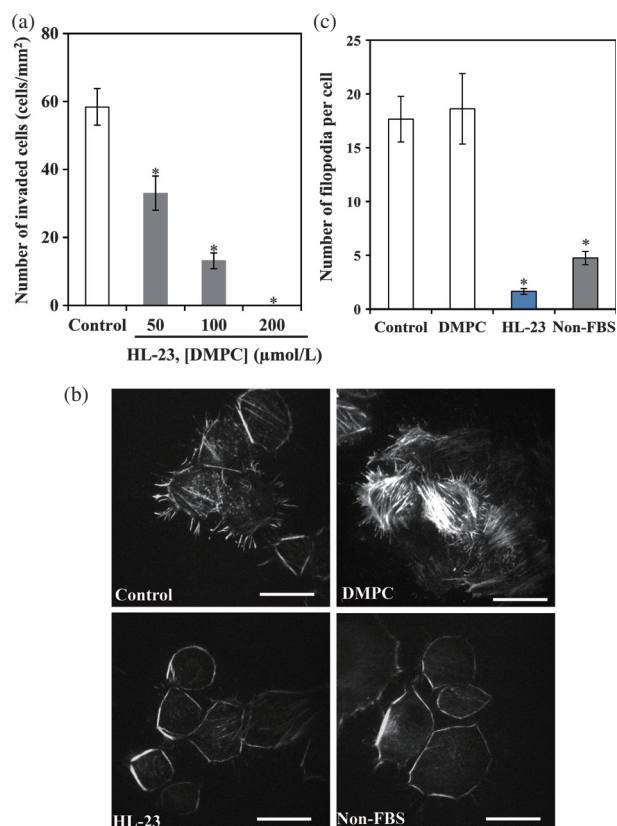 (a)
Number of invaded cells (cells/mm²)
80
60
40
20
0
*
*
*
Control
50
100
200
HL-23, [DMPC] (μmol/L)
(c)
Number of filopodia per cell
25
20
15
10
5
0
*
*
Control
DMPC
HL-23
Non-FBS
(b)
Control
DMPC
HL-23
Non-FBS